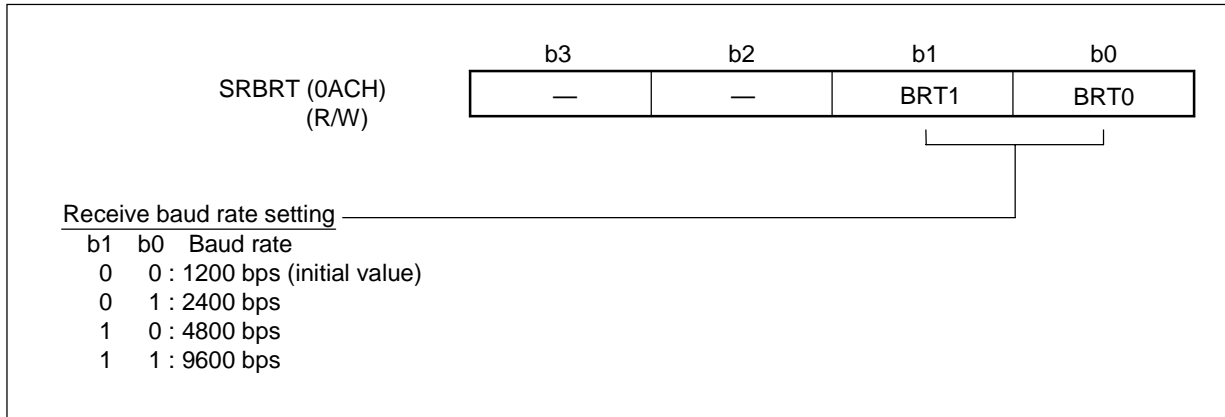 b3 b2 b1 b0
SRBRT (0ACH) — — BRT1 BRT0
(R/W)
Receive baud rate setting
b1 b0 Baud rate
0 0 : 1200 bps (initial value)
0 1 : 2400 bps
1 0 : 4800 bps
1 1 : 9600 bps